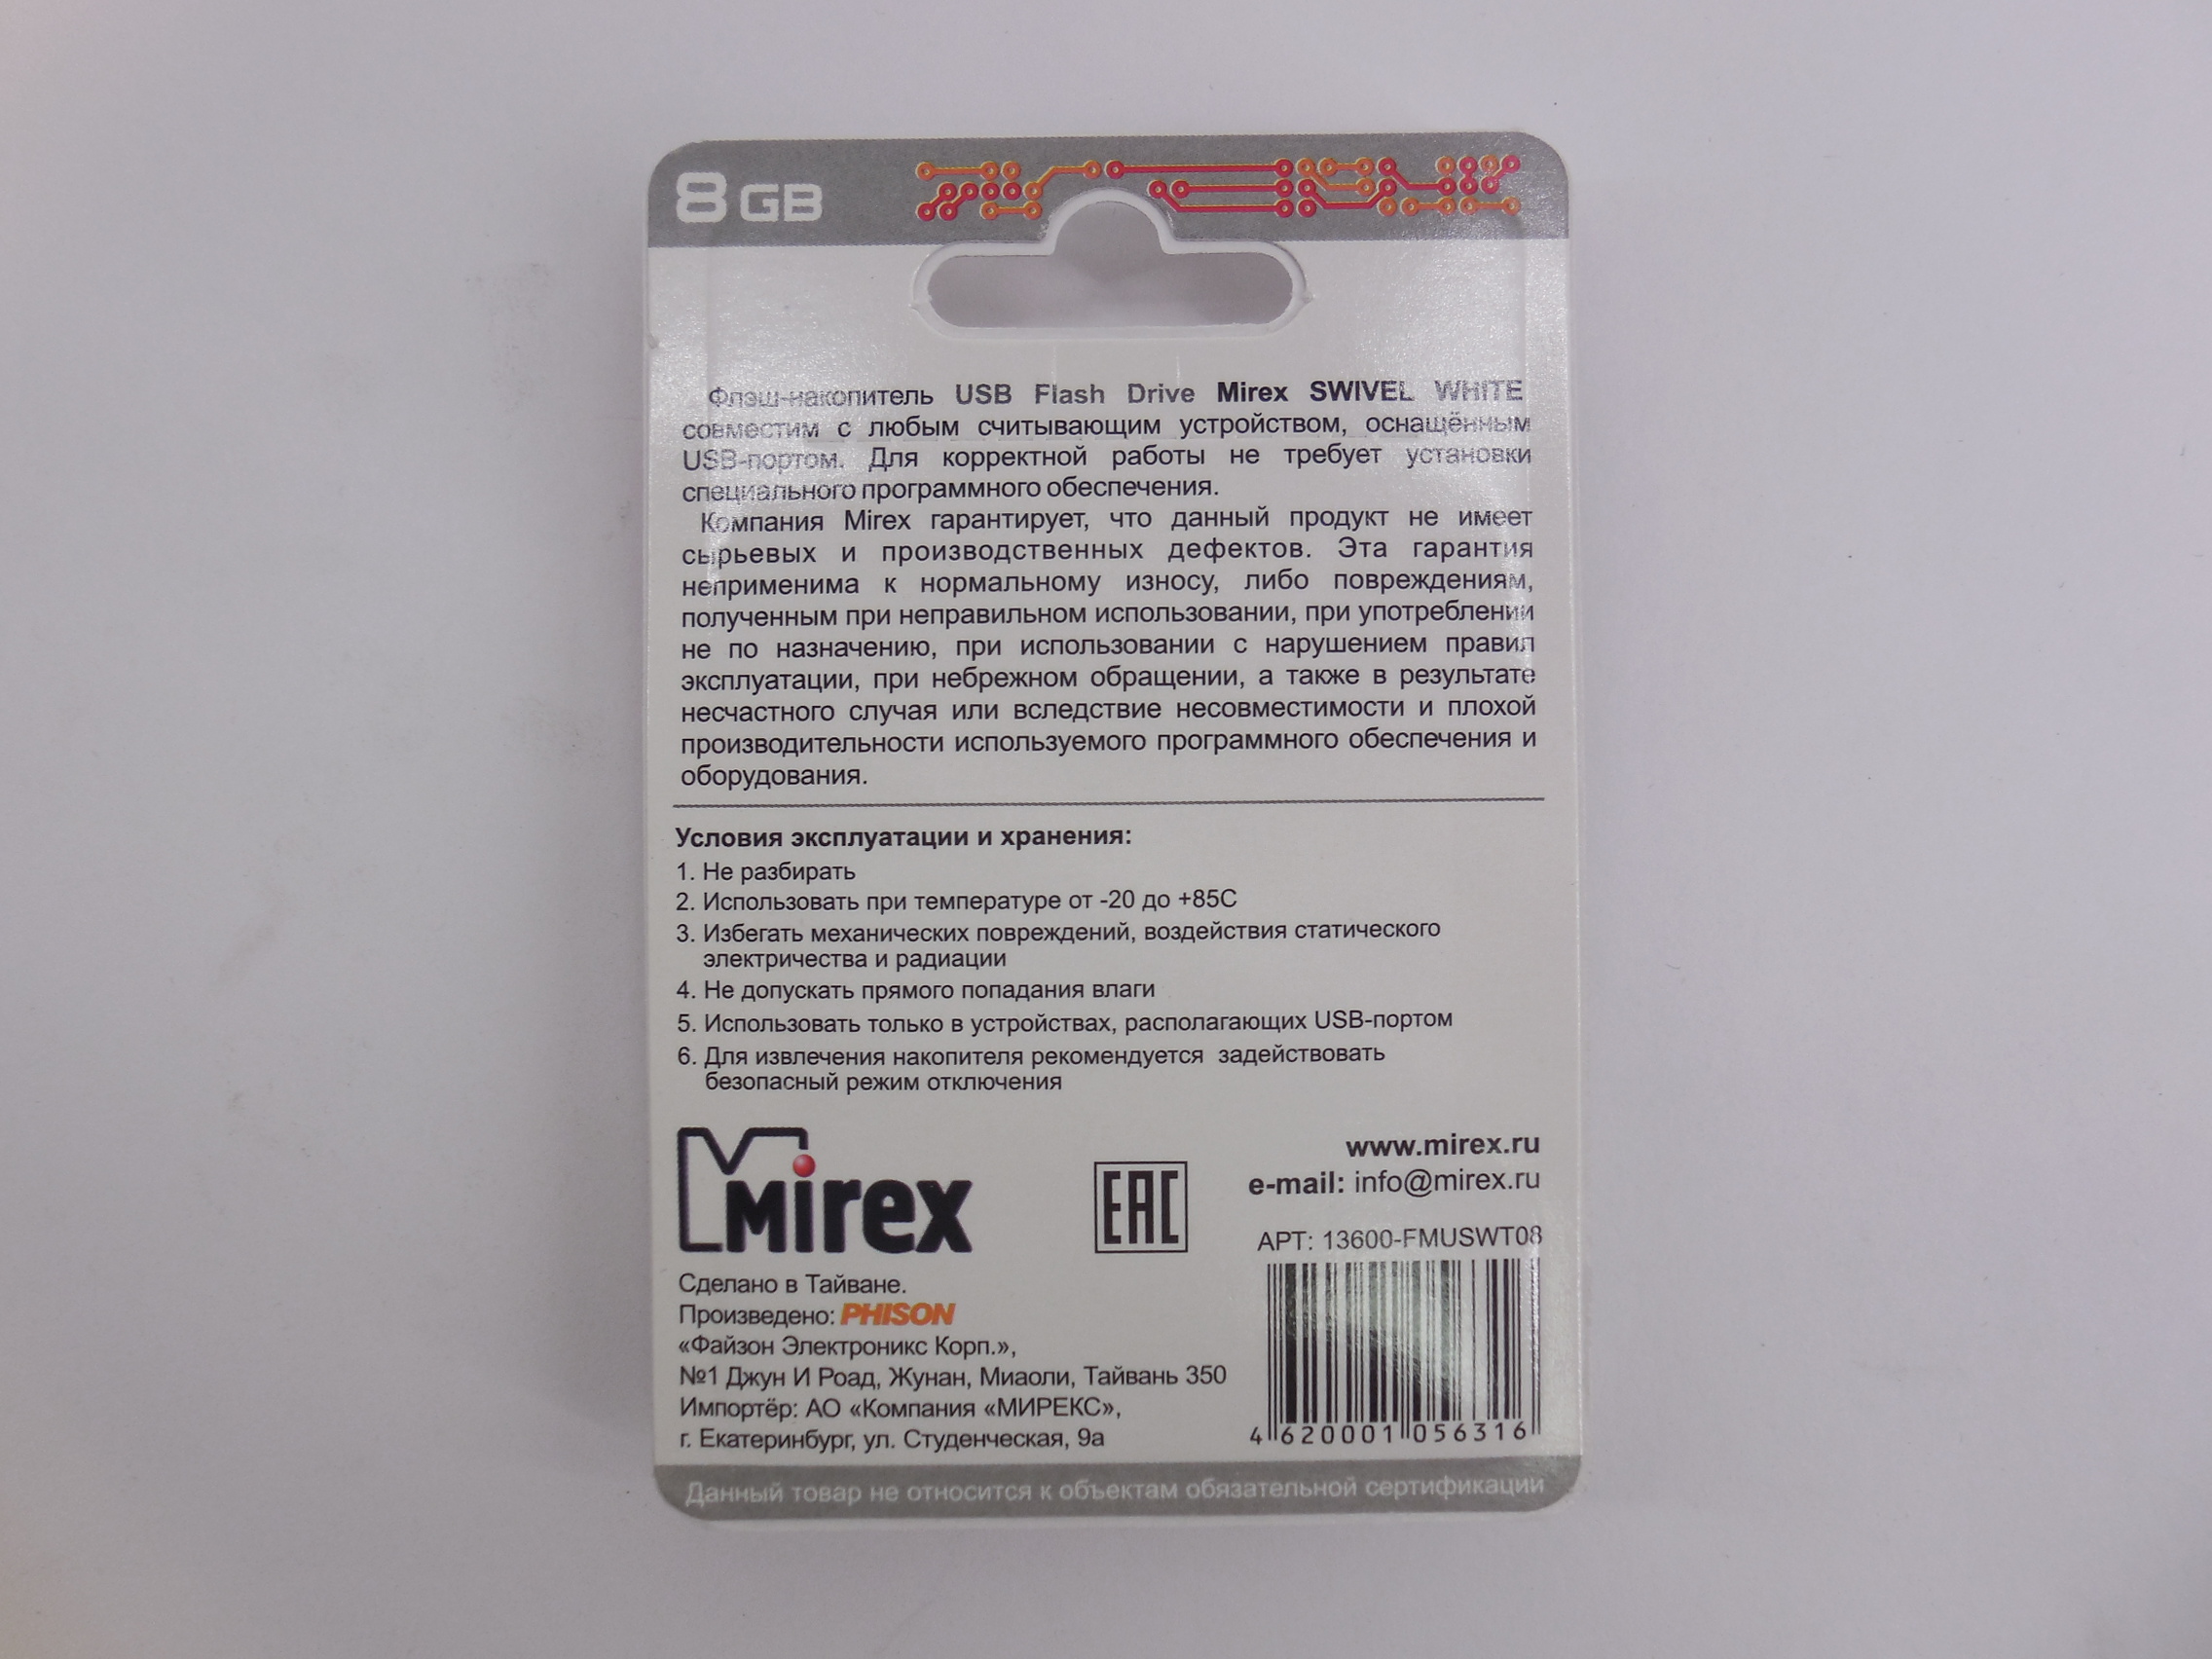 8 GB
Флэш-накопитель USB Flash Drive Mirex SWIVEL WHITE
совместим с любым считывающим устройством, оснащённым
USB-портом. Для корректной работы не требует установки
специального программного обеспечения.
Компания Mirex гарантирует, что данный продукт не имеет
сырьевых и производственных дефектов. Эта гарантия
неприменима к нормальному износу, либо повреждениям,
полученным при неправильном использовании, при употреблении
не по назначению, при использовании с нарушением правил
эксплуатации, при небрежном обращении, а также в результате
несчастного случая или вследствие несовместимости и плохой
производительности используемого программного обеспечения и
оборудования.
Условия эксплуатации и хранения:
1. Не разбирать
2. Использовать при температуре от -20 до +85С
3. Избегать механических повреждений, воздействия статического
электричества и радиации
4. Не допускать прямого попадания влаги
5. Использовать только в устройствах, располагающих USB-портом
6. Для извлечения накопителя рекомендуется задействовать
безопасный режим отключения
Mirex
EAC
www.mirex.ru
e-mail: info@mirex.ru
АРТ: 13600-FMUSWT08
Сделано в Тайване.
Произведено: PHISON
«Файзон Электроникс Корп.»,
№1 Джун И Роад, Жунан, Миаоли, Тайвань 350
Импортёр: АО «Компания «МИРЕКС»,
г. Екатеринбург, ул. Студенческая, 9а
4 620001 056316
Данный товар не относится к объектам обязательной сертификации